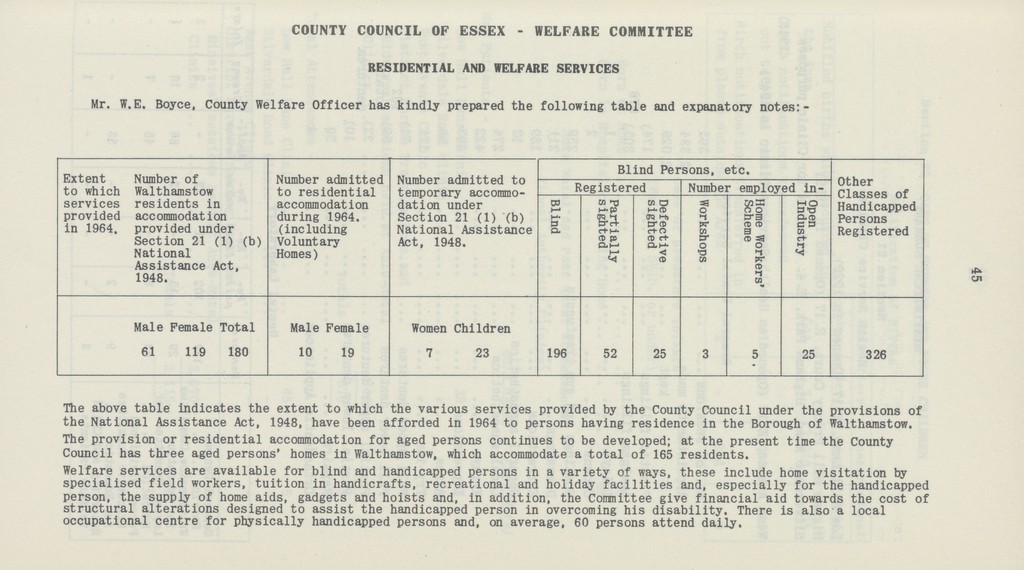 COUNTY COUNCIL OF ESSEX - WELFARE COMMITTEE
RESIDENTIAL AND WELFARE SERVICES
Mr. W.E. Boyce, County Welfare Officer has kindly prepared the following table and expanatory notes:-
Extent
to which
services
provided
in 1964.
Number of
Walthamstow
residents in
accommodation
provided under
Section 21 (1) (b)
National
Assistance Act,
1948.
Number admitted
to residential
accommodation
during 1964.
(including
Voluntary
Homes)
Number admitted to
temporary accommo-
dation under
Section 21 (1) (b)
National Assistance
Act, 1948.
Blind Persons, etc.
Registered
Number employed in-
Blind
Partially
sighted
Defective
sighted
Workshops
Home Workers'
Scheme
Open
Industry
Other
Classes of
Handicapped
Persons
Registered
Male Female Total
Male Female
Women Children
61 119 180
10 19
7 23
196
52
25
3
5
25
326
45
The above table indicates the extent to which the various services provided by the County Council under the provisions of
the National Assistance Act, 1948, have been afforded in 1964 to persons having residence in the Borough of Walthamstow.
The provision or residential accommodation for aged persons continues to be developed; at the present time the County
Council has three aged persons' homes in Walthamstow, which accommodate a total of 165 residents.
Welfare services are available for blind and handicapped persons in a variety of ways, these include home visitation by
specialised field workers, tuition in handicrafts, recreational and holiday facilities and, especially for the handicapped
person, the supply of home aids, gadgets and hoists and, in addition, the Committee give financial aid towards the cost of
structural alterations designed to assist the handicapped person in overcoming his disability. There is also a local
occupational centre for physically handicapped persons and, on average, 60 persons attend daily.